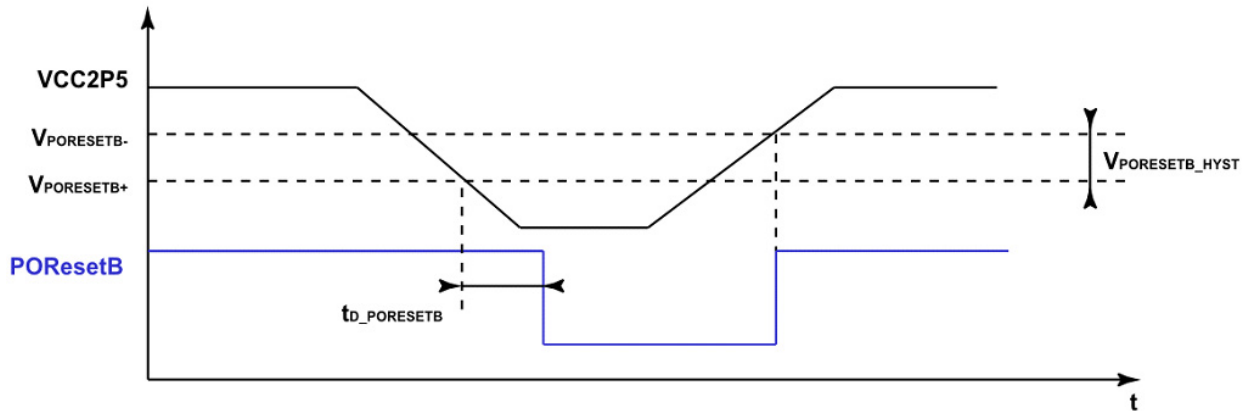 VCC2P5
VPORESETB-
VPORESETB+
VPORESETB_HYST
POResetB
tD_PORESETB
t